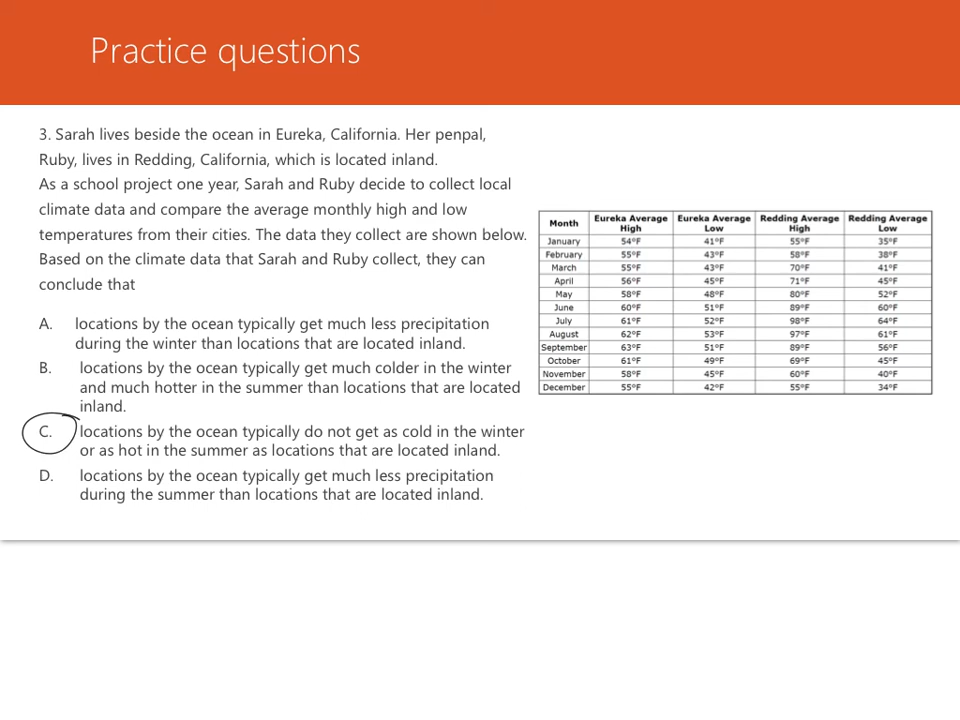 Practice questions
3. Sarah lives beside the ocean in Eureka, California. Her penpal,
Ruby, lives in Redding, California, which is located inland.
As a school project one year, Sarah and Ruby decide to collect local
climate data and compare the average monthly high and low
temperatures from their cities. The data they collect are shown below.
Based on the climate data that Sarah and Ruby collect, they can
conclude that
A. locations by the ocean typically get much less precipitation
during the winter than locations that are located inland.
B. locations by the ocean typically get much colder in the winter
and much hotter in the summer than locations that are located
inland.
C. locations by the ocean typically do not get as cold in the winter
or as hot in the summer as locations that are located inland.
D. locations by the ocean typically get much less precipitation
during the summer than locations that are located inland.
Month Eureka Average High Eureka Average Low Redding Average High Redding Average Low
January 54°F 41°F 55°F 35°F
February 55°F 43°F 58°F 38°F
March 55°F 43°F 70°F 41°F
April 56°F 45°F 71°F 45°F
May 58°F 48°F 80°F 52°F
June 60°F 51°F 89°F 60°F
July 61°F 52°F 98°F 64°F
August 62°F 53°F 97°F 61°F
September 63°F 51°F 89°F 56°F
October 61°F 49°F 69°F 45°F
November 58°F 45°F 60°F 40°F
December 55°F 42°F 55°F 34°F